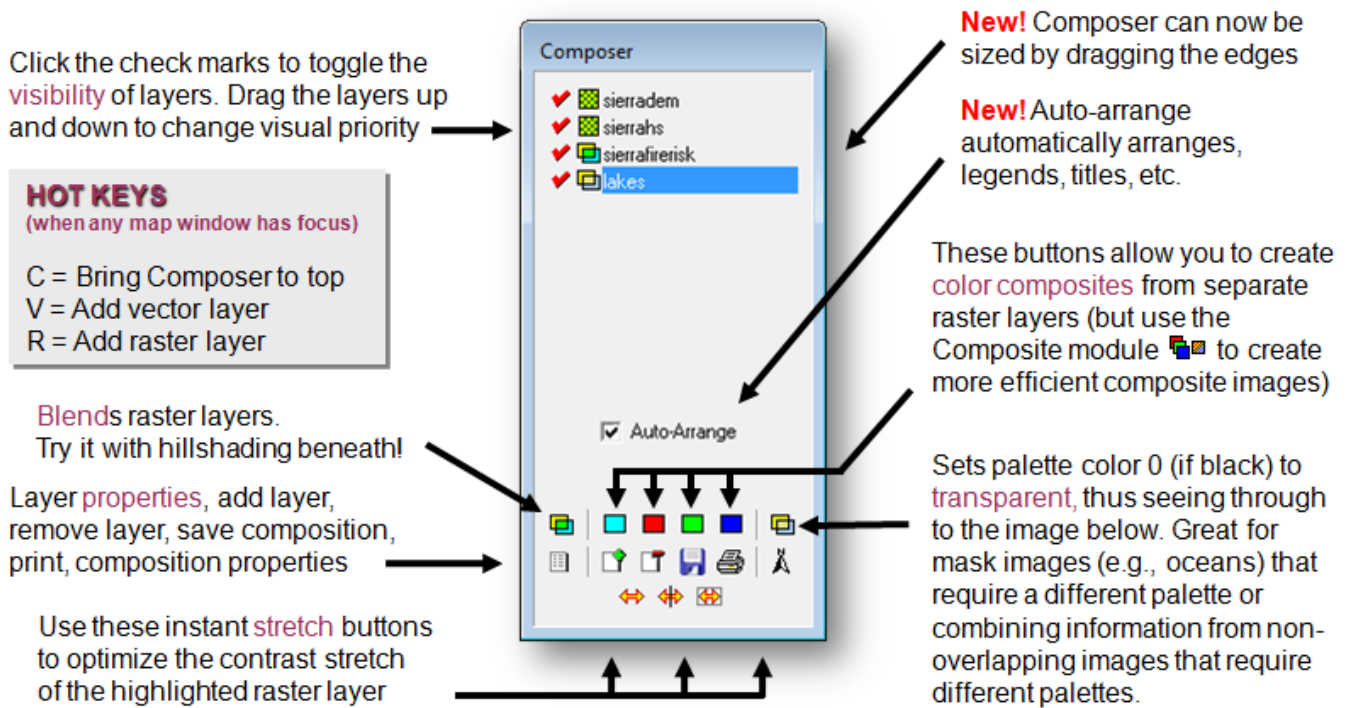 Click the check marks to toggle the
visibility of layers. Drag the layers up
and down to change visual priority
HOT KEYS
(when any map window has focus)
C = Bring Composer to top
V = Add vector layer
R = Add raster layer
Blends raster layers.
Try it with hillshading beneath!
Layer properties, add layer,
remove layer, save composition,
print, composition properties
Use these instant stretch buttons
to optimize the contrast stretch
of the highlighted raster layer
Composer
sierradem
sierrahs
sierrafirerisk
lakes
Auto-Arrange
New! Composer can now be
sized by dragging the edges
New! Auto-arrange
automatically arranges,
legends, titles, etc.
These buttons allow you to create
color composites from separate
raster layers (but use the
Composite module to create
more efficient composite images)
Sets palette color 0 (if black) to
transparent, thus seeing through
to the image below. Great for
mask images (e.g., oceans) that
require a different palette or
combining information from non-
overlapping images that require
different palettes.